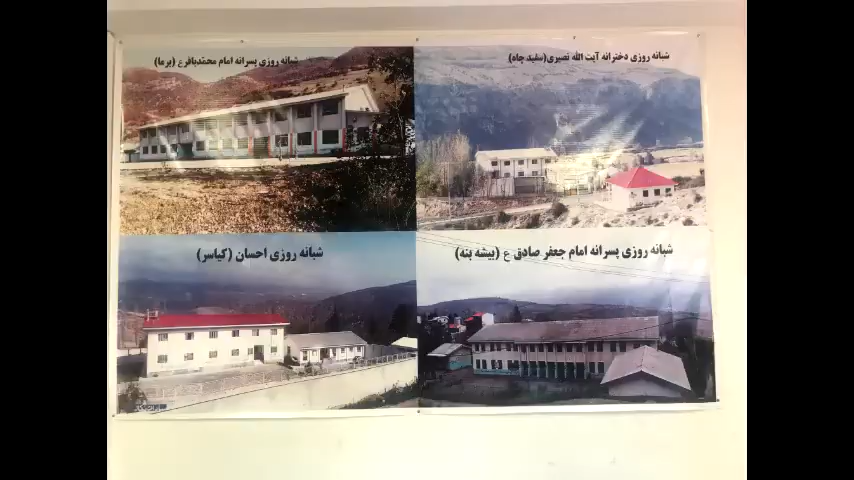 شبانه روزی دخترانه آیت الله نصیری(سفید چاه)
شبانه روزی پسرانه امام محمدباقرع (برما)
شبانه روزی پسرانه امام جعفر صادق ع (بیشه بنه)
شبانه روزی احسان (کیاسر)